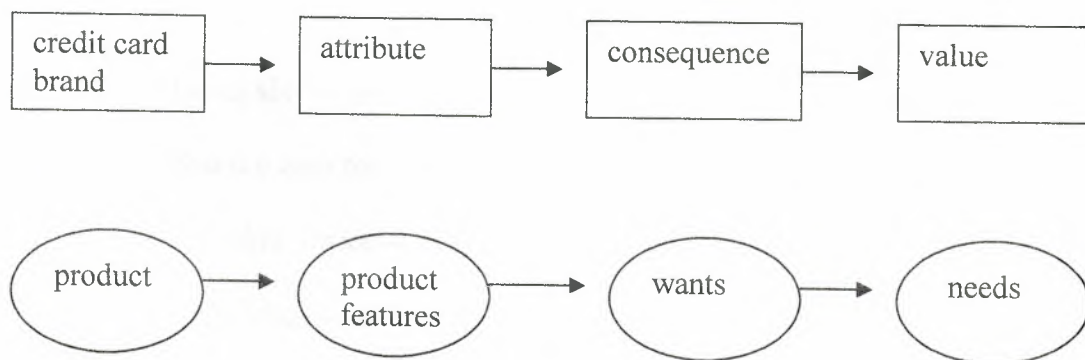 credit card
brand
attribute
consequence
value
product
product
features
wants
needs